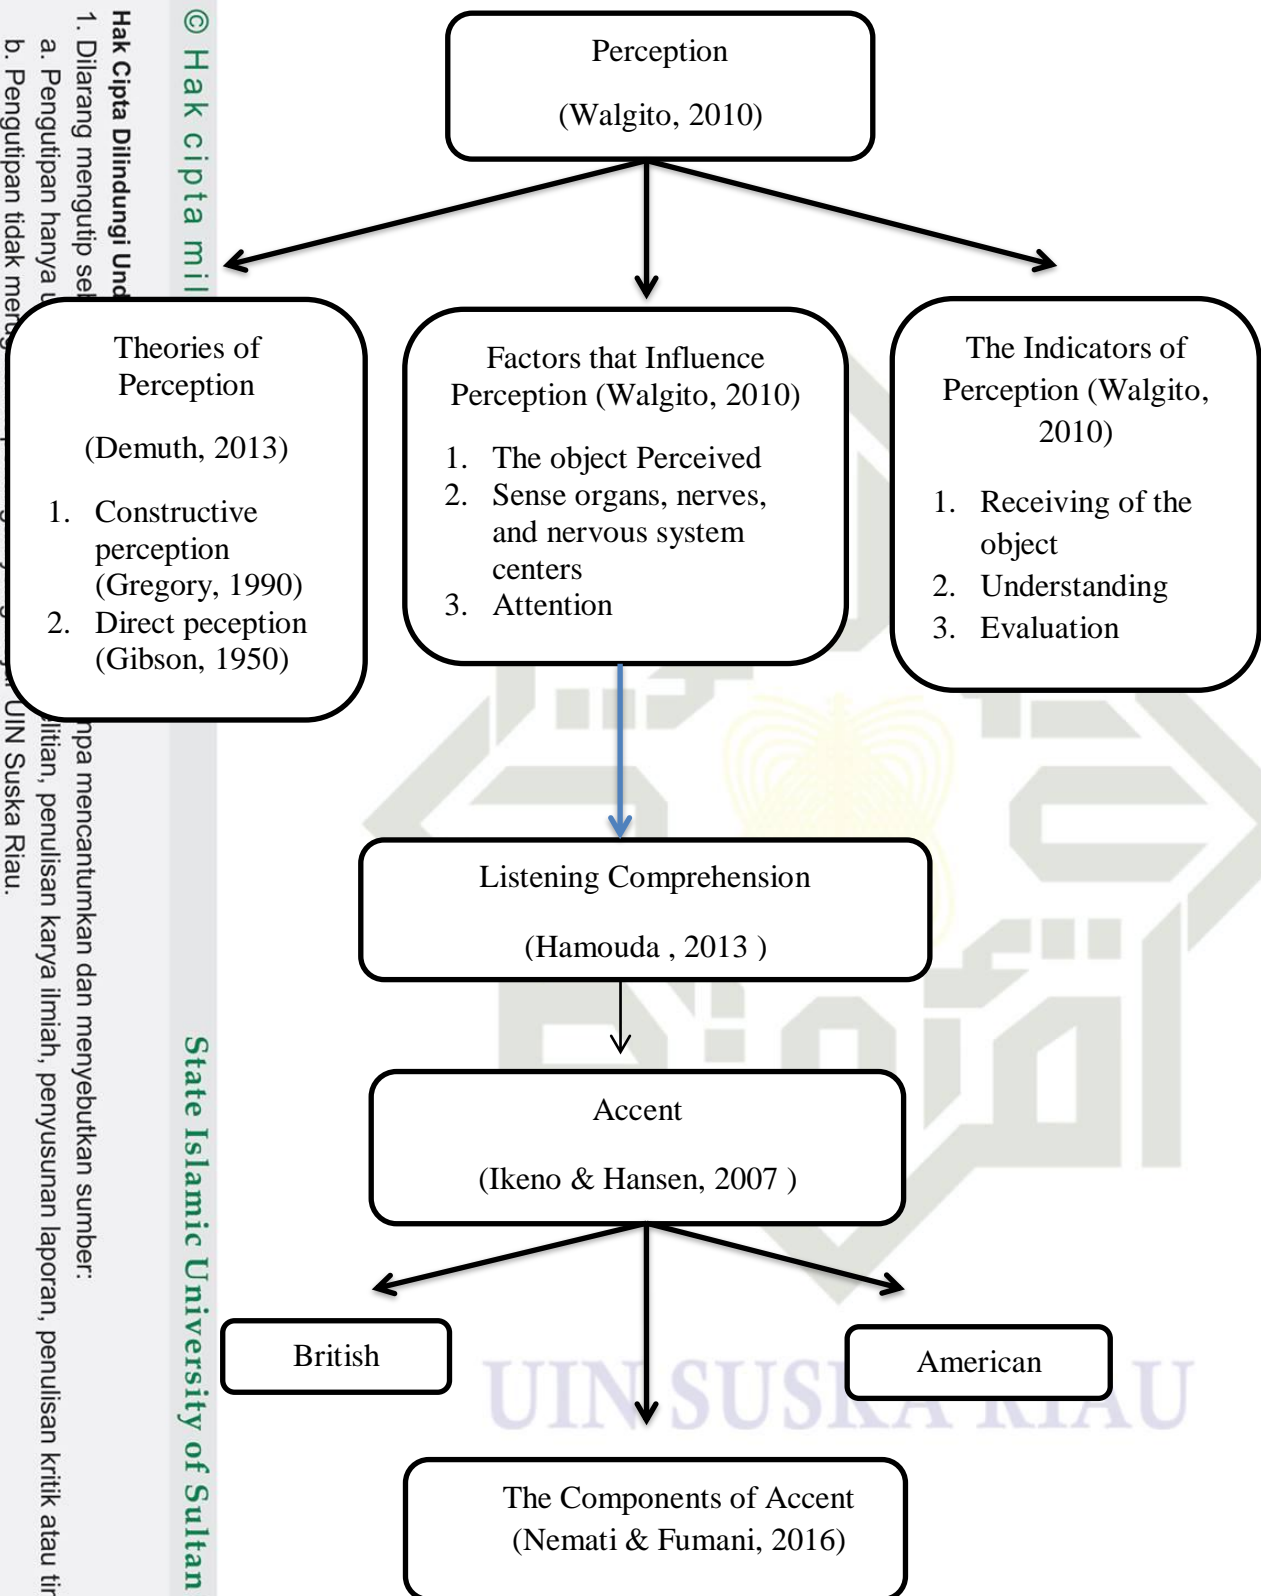 Perception
(Walgito, 2010)
Theories of
Perception
(Demuth, 2013)
1. Constructive
perception
(Gregory, 1990)
2. Direct peception
(Gibson, 1950)
Factors that Influence
Perception (Walgito, 2010)
1. The object Perceived
2. Sense organs, nerves,
and nervous system
centers
3. Attention
The Indicators of
Perception (Walgito,
2010)
1. Receiving of the
object
2. Understanding
3. Evaluation
Listening Comprehension
(Hamouda , 2013 )
Accent
(Ikeno & Hansen, 2007 )
British
American
The Components of Accent
(Nemati & Fumani, 2016)
UIN SUSKA RIAU
© Hak cipta mil
State Islamic University of Sultan
Hak Cipta Dilindungi Und
1. Dilarang mengutip se
npa mencantumkan dan menyebutkan sumber:
a. Pengutipan hanya u
litian, penulisan karya ilmiah, penyusunan laporan, penulisan kritik atau tin
b. Pengutipan tidak meru
UIN Suska Riau.